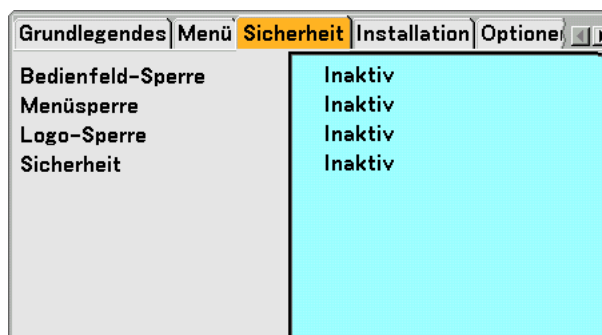 Grundlegendes Menü Sicherheit Installation
Bedienfeld-Sperre Inaktiv
Menüsperre Inaktiv
Logo-Sperre Inaktiv
Sicherheit Inaktiv